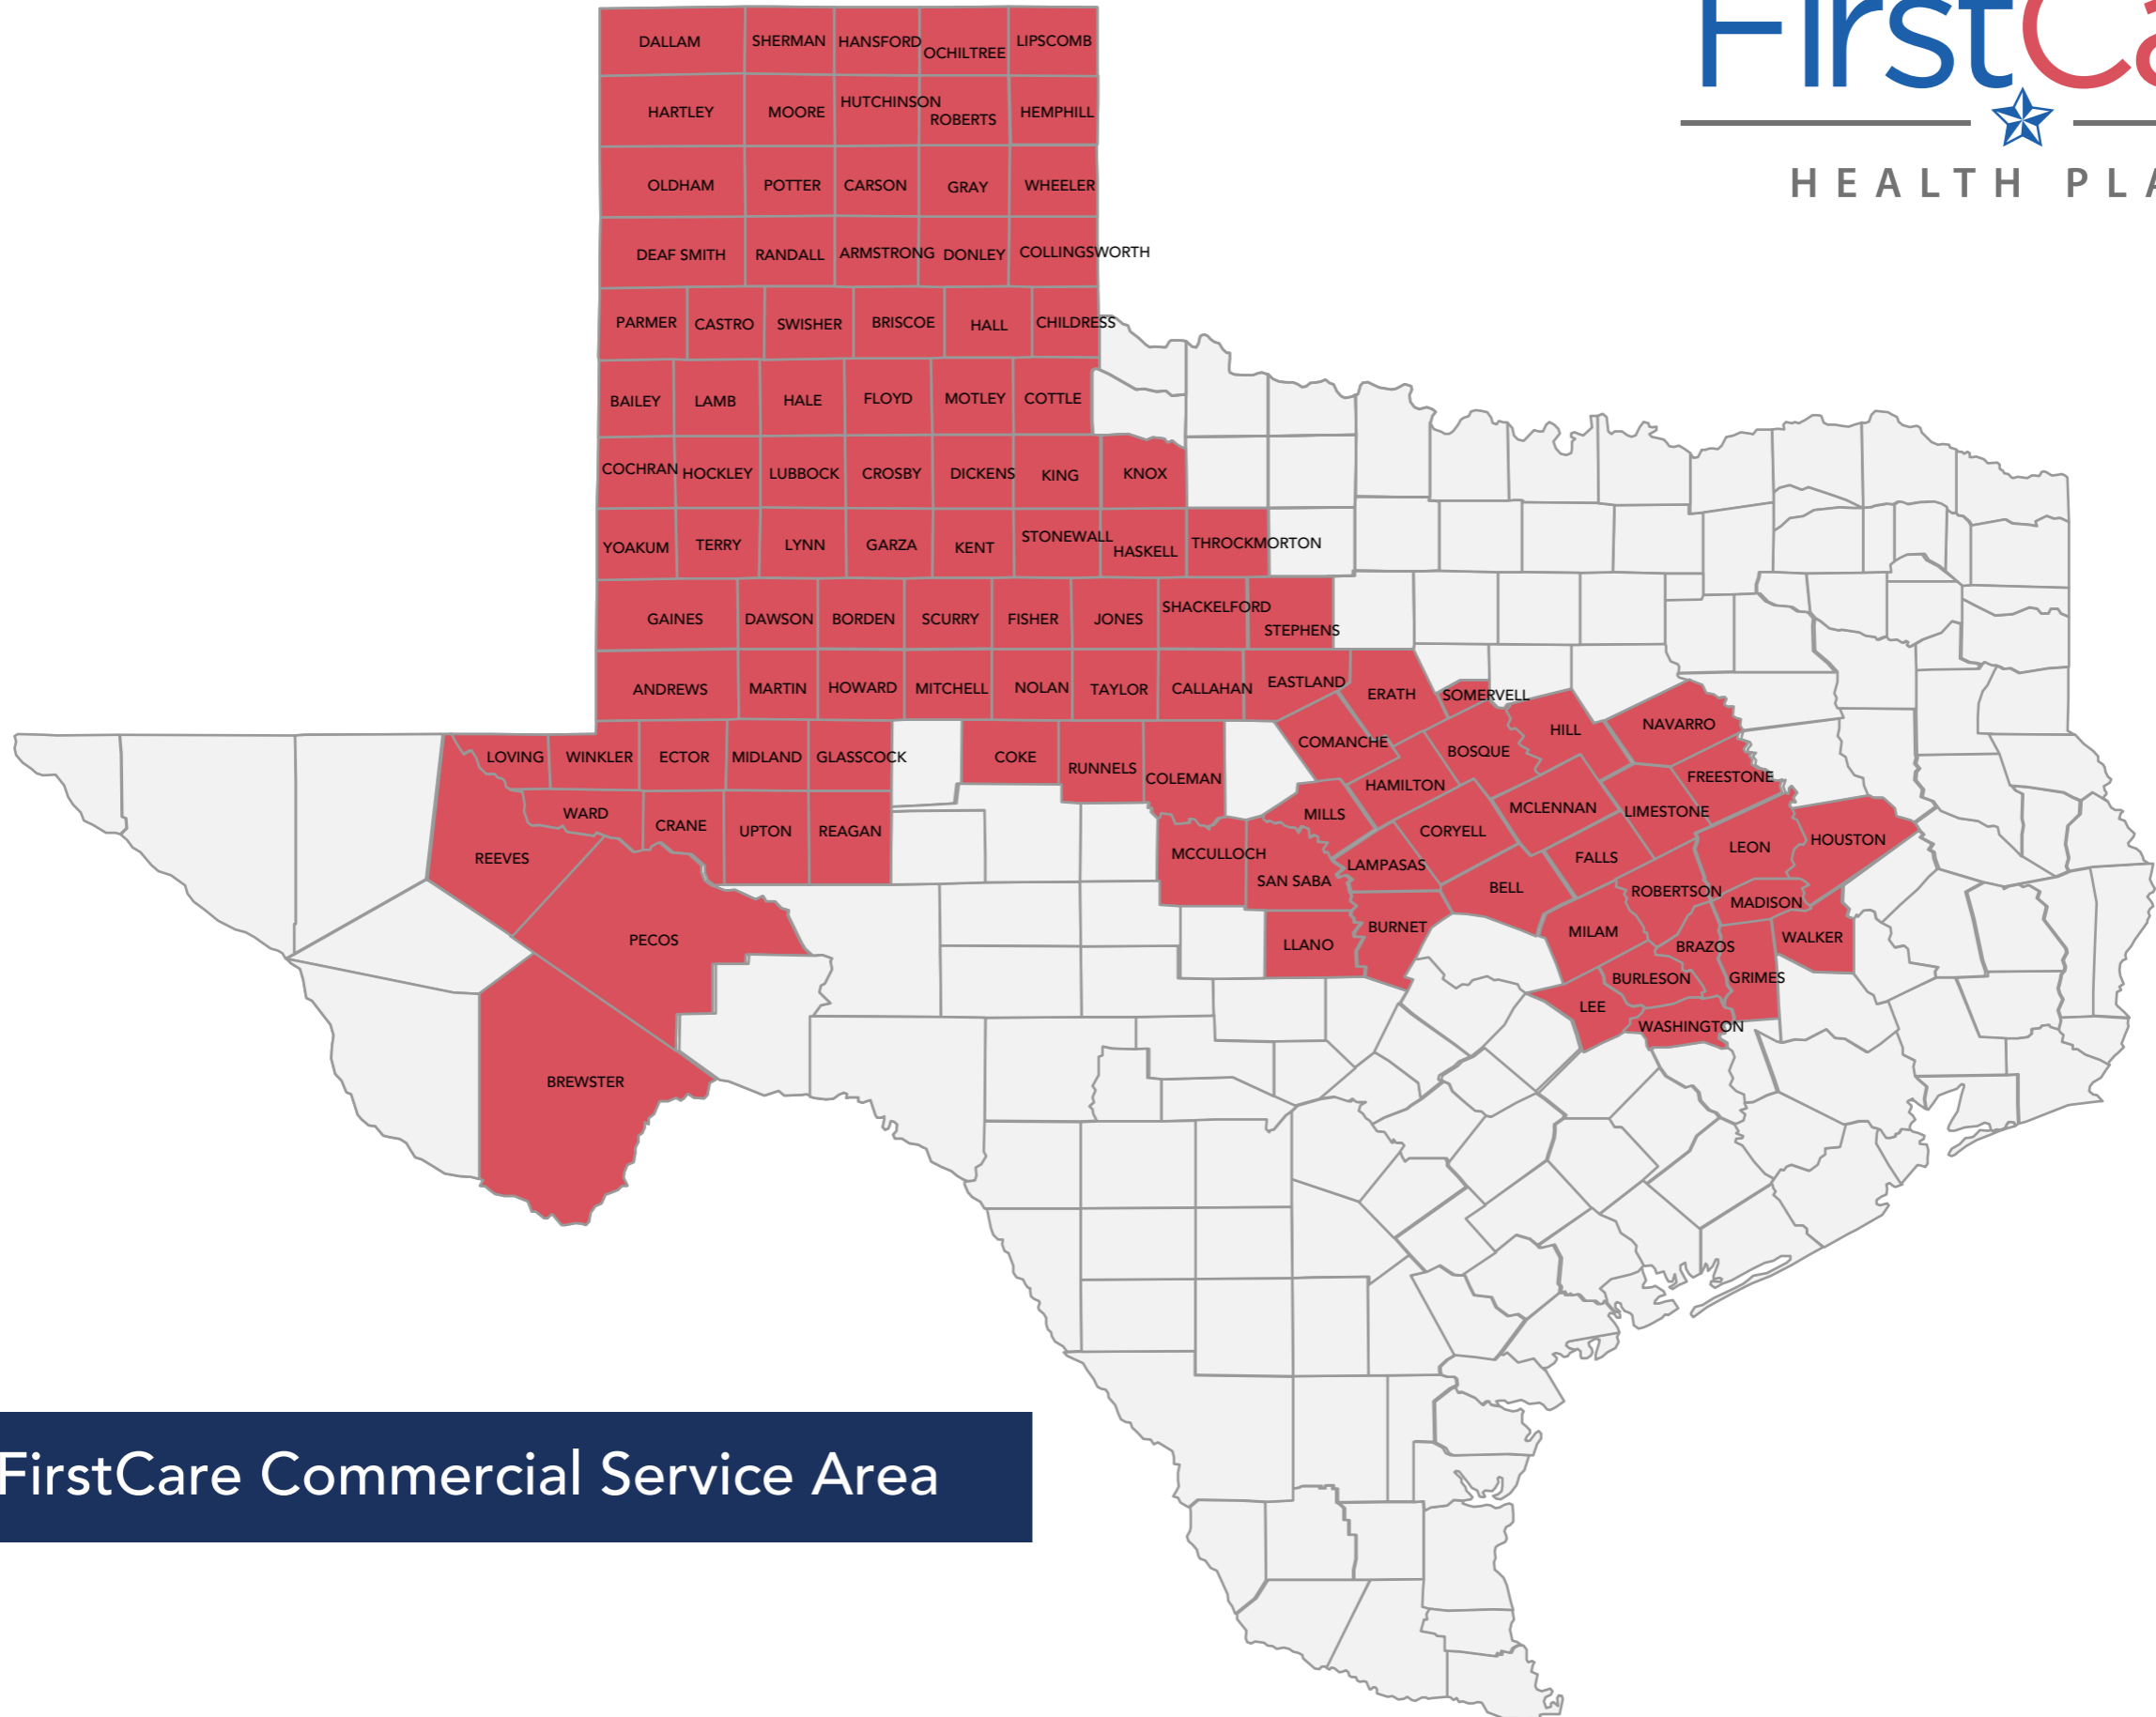 FirstCa
HEALTH PLA
DALLAM SHERMAN HANSFORD OCHILTREE LIPSCOMB
HARTLEY MOORE HUTCHINSON ROBERTS HEMPHILL
OLDHAM POTTER CARSON GRAY WHEELER
DEAF SMITH RANDALL ARMSTRONG DONLEY COLLINGSWORTH
PARMER CASTRO SWISHER BRISCOE HALL CHILDRESS
BAILEY LAMB HALE FLOYD MOTLEY COTTLE
COCHRAN HOCKLEY LUBBOCK CROSBY DICKENS KING KNOX
YOAKUM TERRY LYNN GARZA KENT STONEWALL HASKELL THROCKMORTON
GAINES DAWSON BORDEN SCURRY FISHER JONES SHACKELFORD STEPHENS
ANDREWS MARTIN HOWARD MITCHELL NOLAN TAYLOR CALLAHAN EASTLAND ERATH SOMERVELL HILL NAVARRO
LOVING WINKLER ECTOR MIDLAND GLASSCOCK COKE RUNNELS COLEMAN COMANCHE BOSQUE FREESTONE
HAMILTON
WARD CRANE UPTON REAGAN MILLS CORYELL MCLENNAN LIMESTONE HOUSTON
REEVES MCCULLOCH LAMPASAS FALLS LEON
SAN SABA BELL ROBERTSON MADISON
PECOS LLANO BURNET MILAM BRAZOS WALKER
BURLESON GRIMES
LEE
WASHINGTON
BREWSTER
FirstCare Commercial Service Area